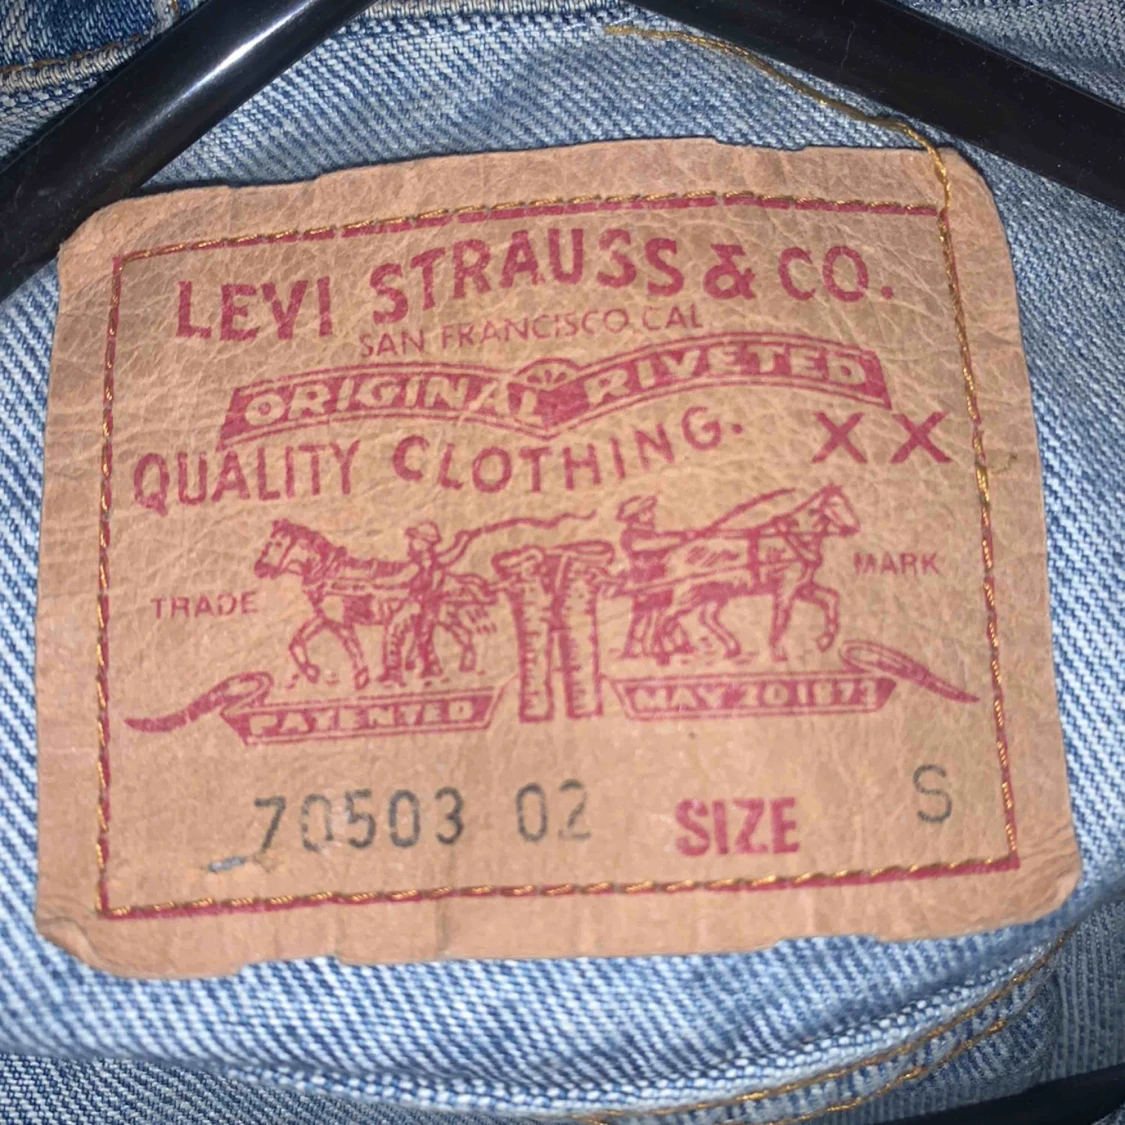 LEVI STRAUSS & CO.
SAN FRANCISCO, CAL
ORIGINAL RIVETED
QUALITY CLOTHING. XX
TRADE MARK
PATENTED MAY 20 1873
70503 02 SIZE S